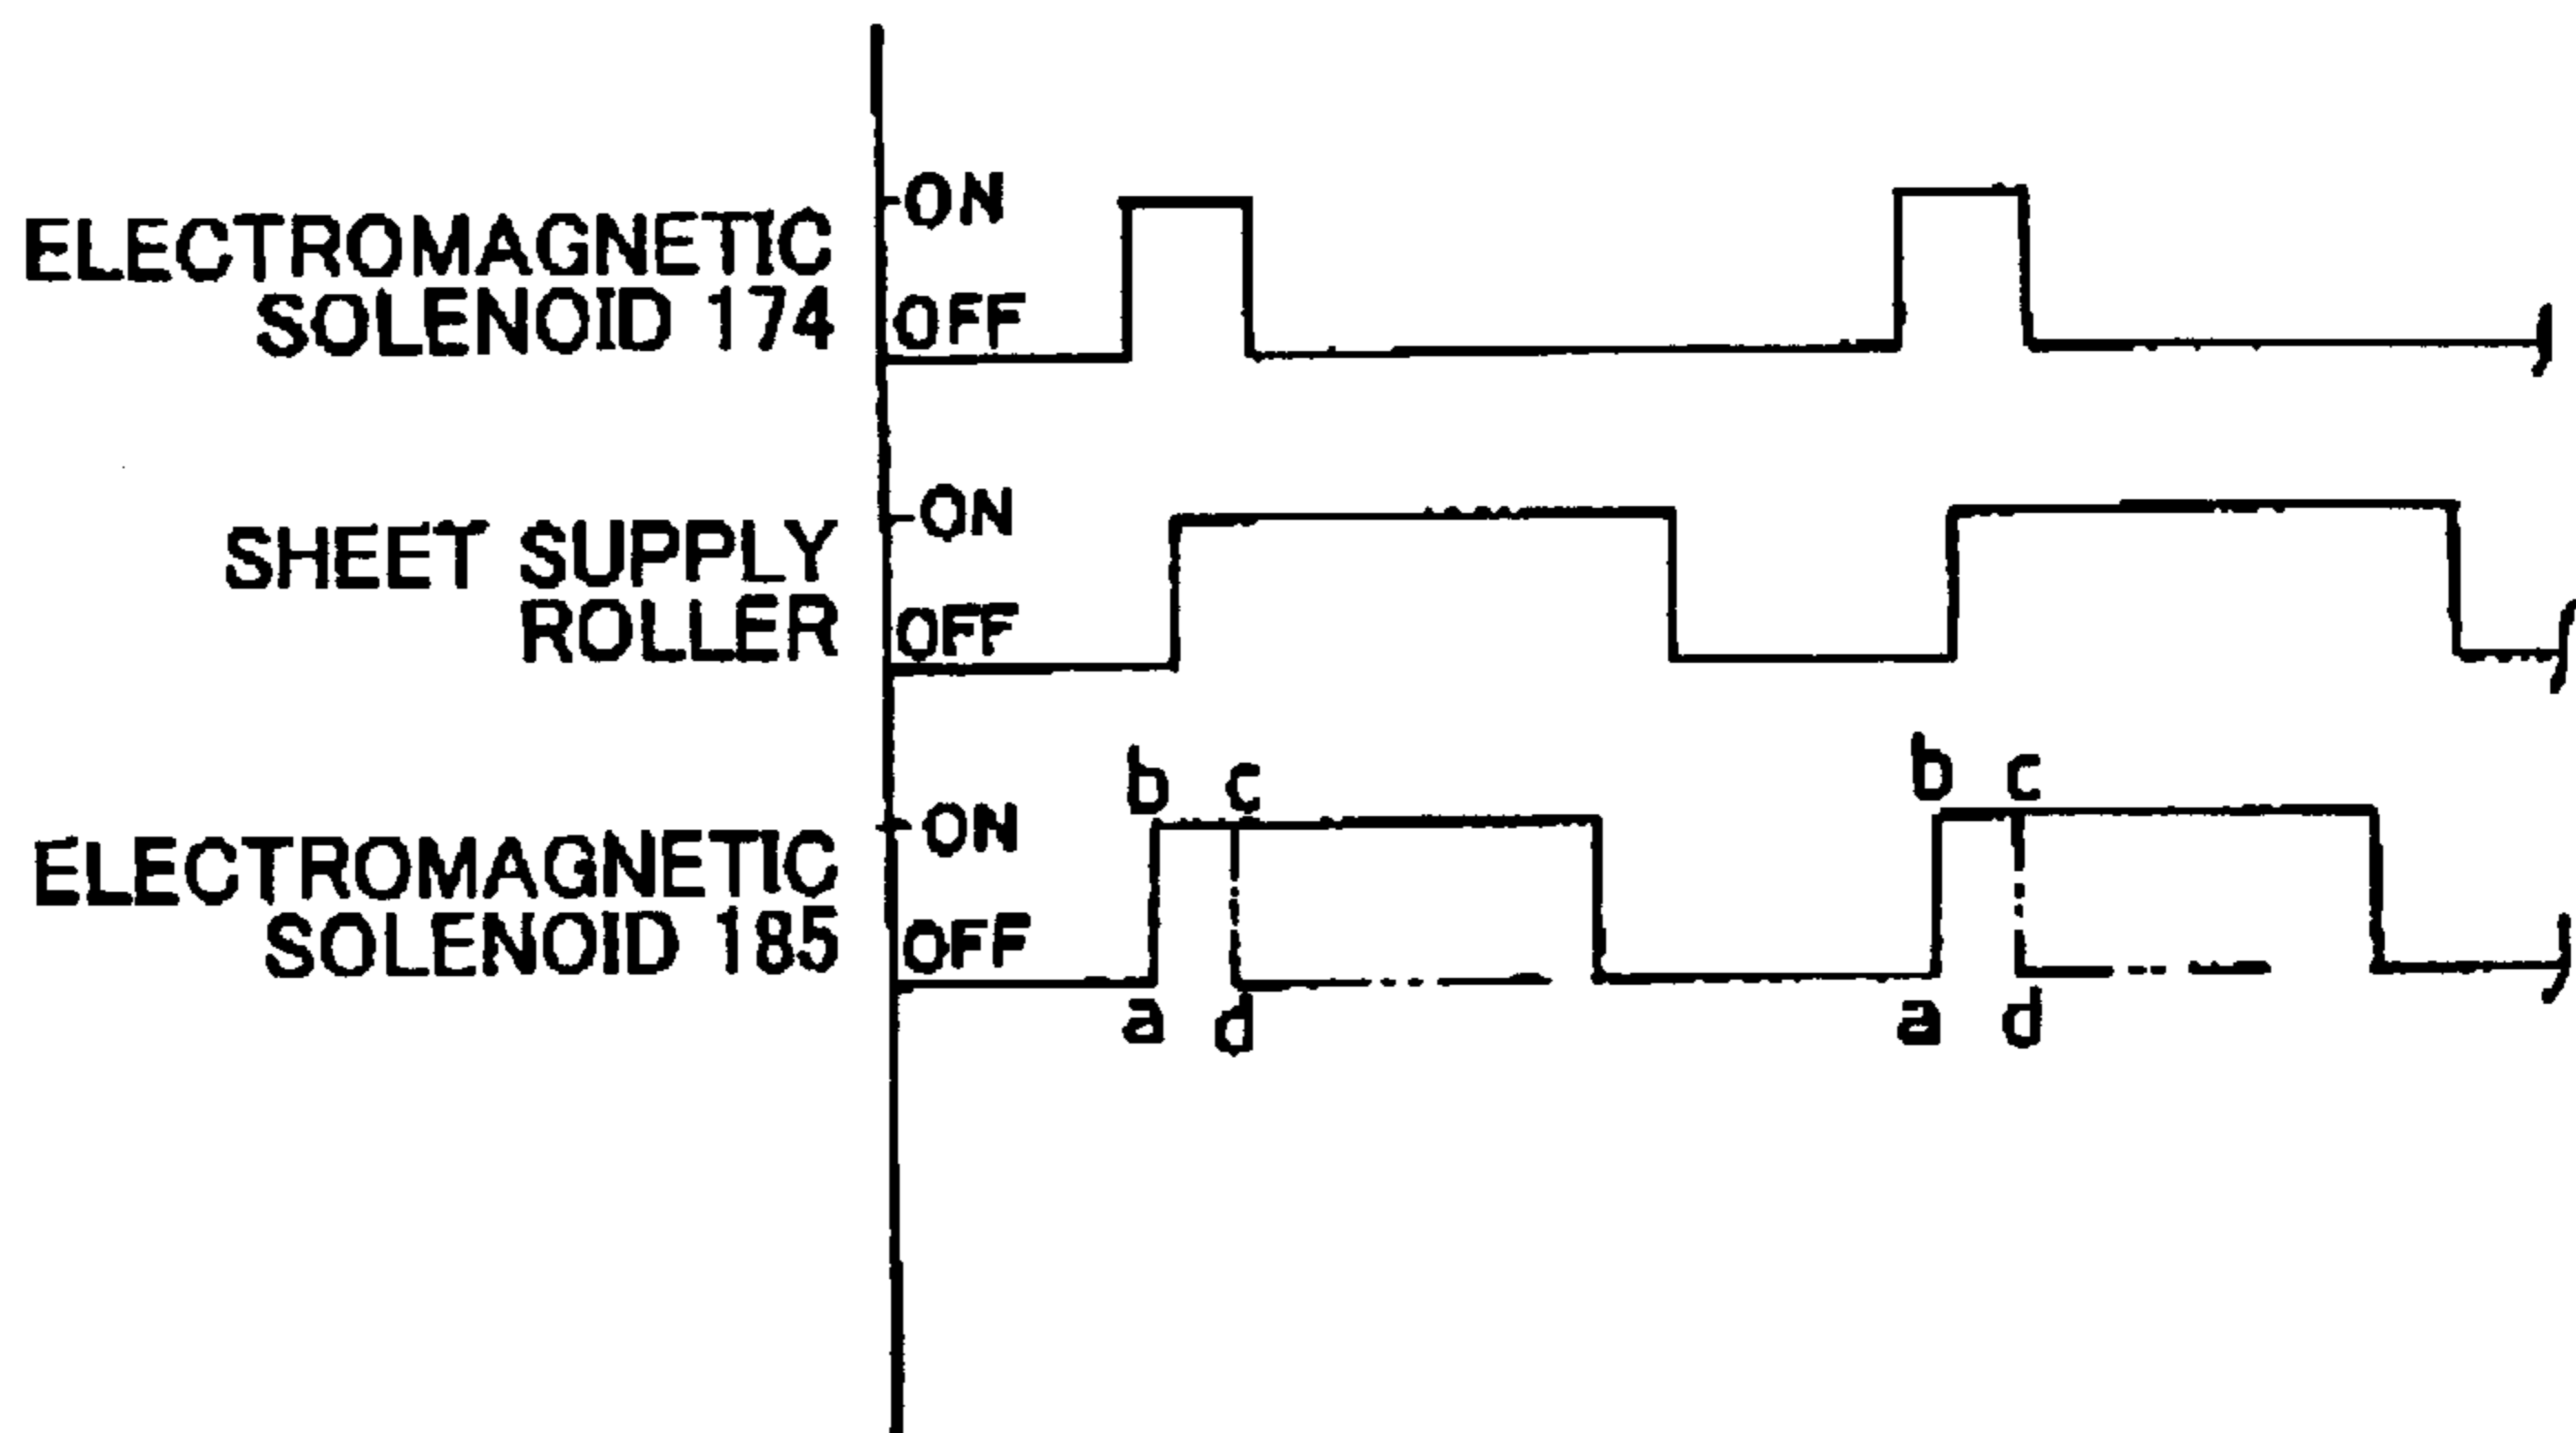 ON
ELECTROMAGNETIC
SOLENOID 174
OFF
ON
SHEET SUPPLY
ROLLER
OFF
b c b c
ON
ELECTROMAGNETIC
SOLENOID 185
OFF
a d a d